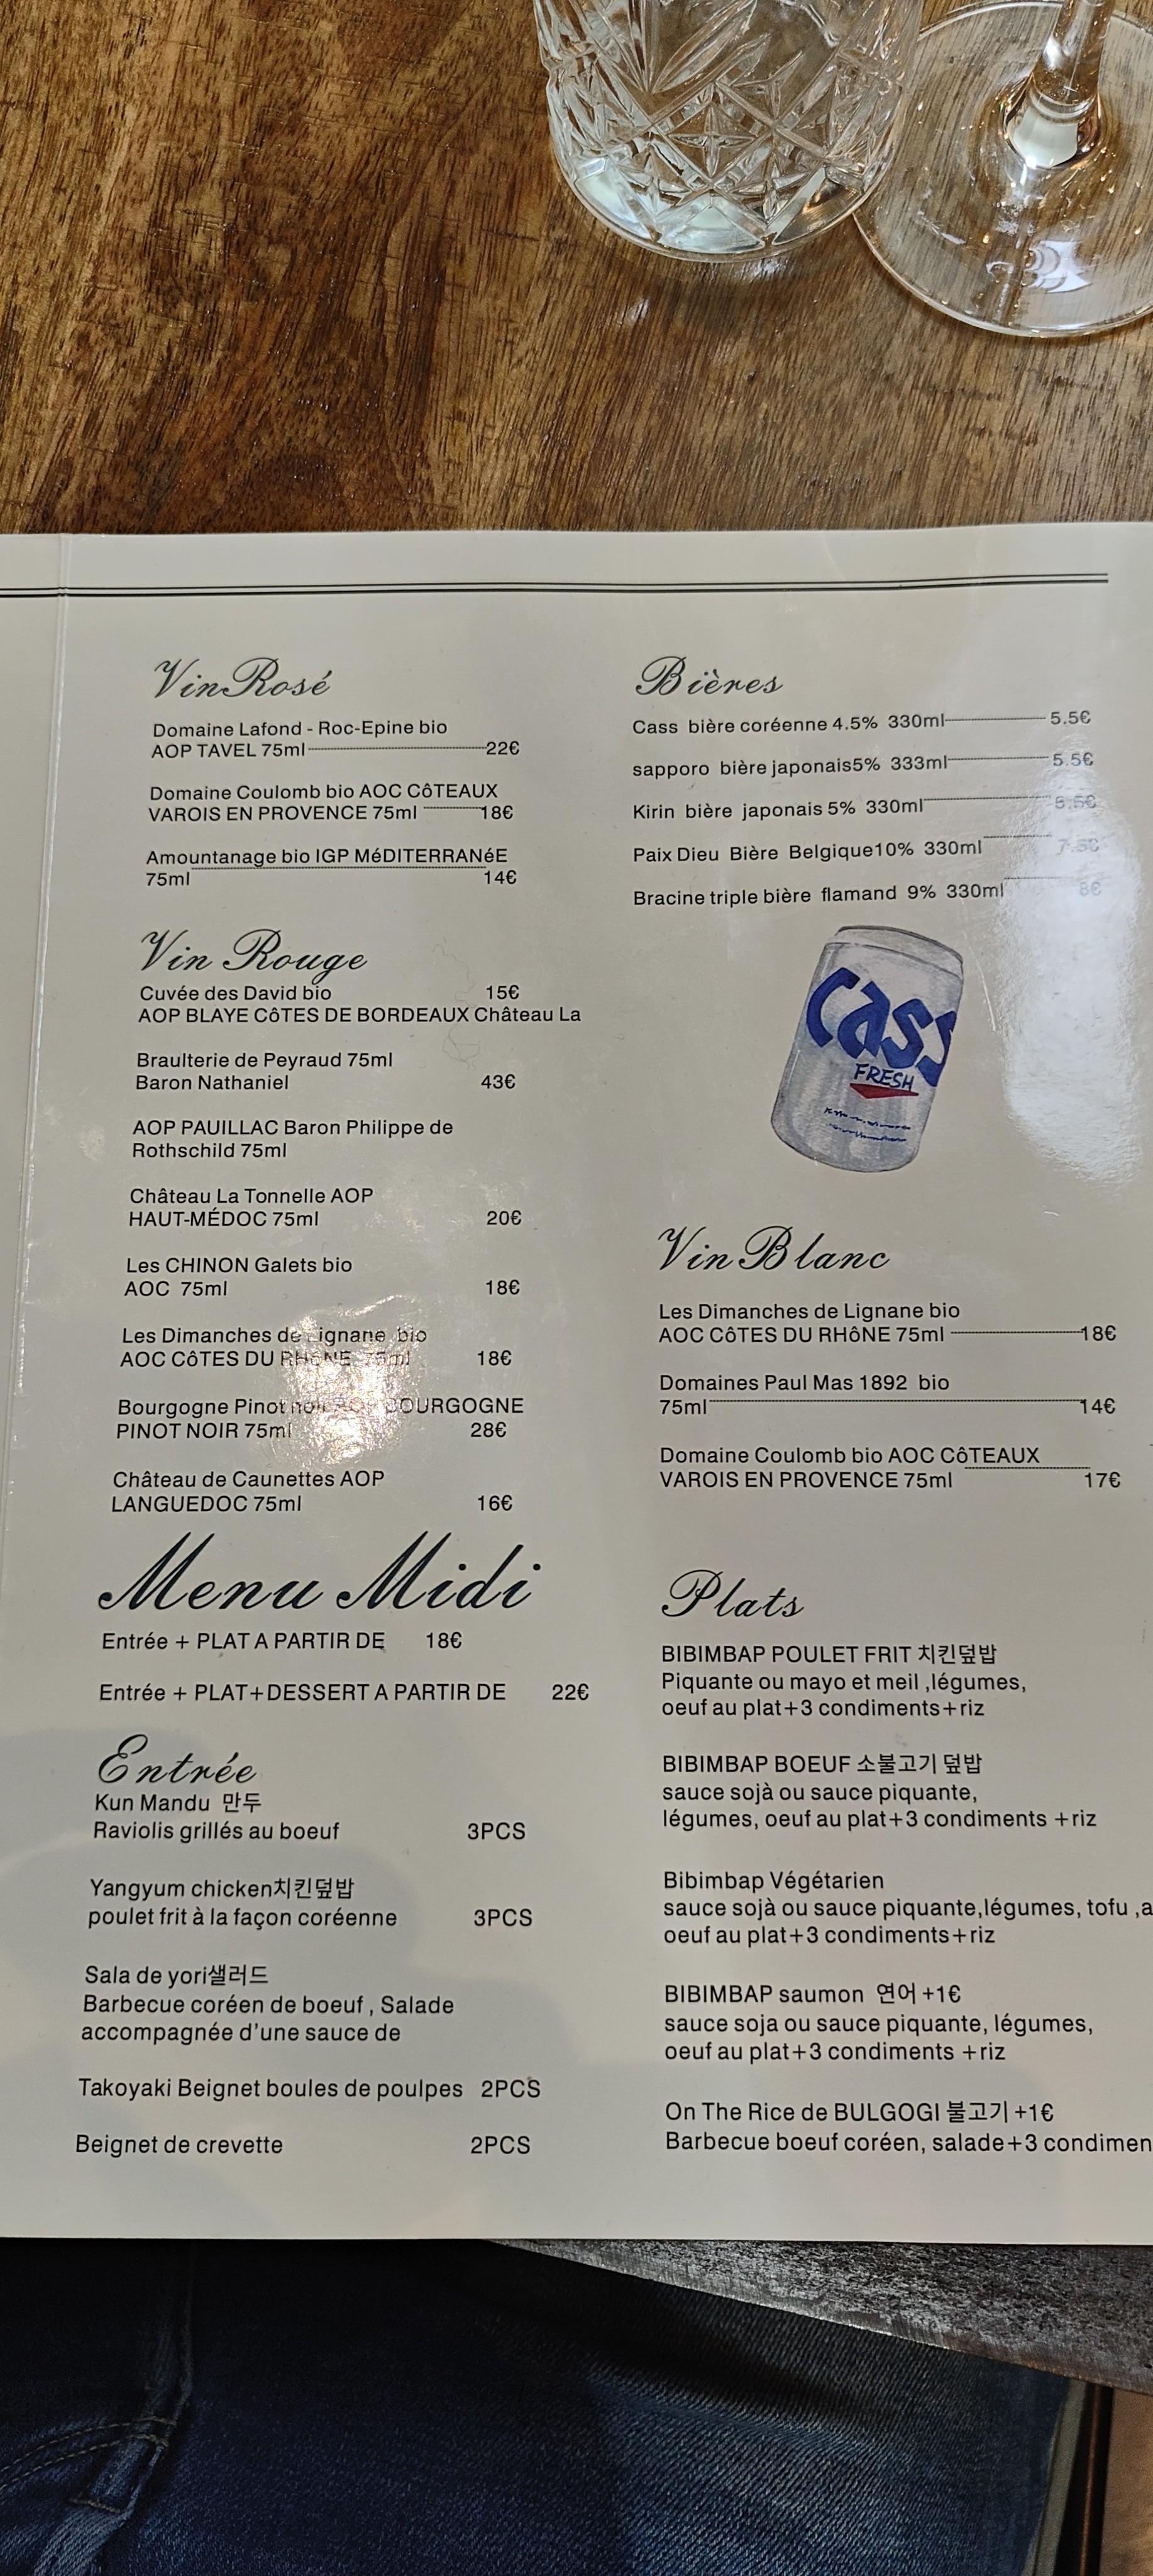 Vin Rosé
Domaine Lafond - Roc-Epine bio
AOP TAVEL 75ml 22€
Domaine Coulomb bio AOC CôTEAUX
VAROIS EN PROVENCE 75ml 18€
Amountanage bio IGP MéDITERRANéE
75ml 14€
Vin Rouge
Cuvée des David bio 15€
AOP BLAYE CôTES DE BORDEAUX Château La
Braulterie de Peyraud 75ml
Baron Nathaniel 43€
AOP PAUILLAC Baron Philippe de
Rothschild 75ml
Château La Tonnelle AOP
HAUT-MÉDOC 75ml 20€
Les CHINON Galets bio
AOC 75ml 18€
Les Dimanches de Lignane bio
AOC CôTES DU RHôNE 75ml 18€
Bourgogne Pinot noir BOURGOGNE
PINOT NOIR 75ml 28€
Château de Caunettes AOP
LANGUEDOC 75ml 16€
Menu Midi
Entrée + PLAT A PARTIR DE 18€
Entrée + PLAT+DESSERT A PARTIR DE 22€
Entrée
Kun Mandu 만두
Raviolis grillés au boeuf 3PCS
Yangyum chicken치킨덮밥
poulet frit à la façon coréenne 3PCS
Sala de yori샐러드
Barbecue coréen de boeuf , Salade
accompagnée d'une sauce de
Takoyaki Beignet boules de poulpes 2PCS
Beignet de crevette 2PCS
Bières
Cass bière coréenne 4.5% 330ml 5.5€
sapporo bière japonais5% 333ml 5.5€
Kirin bière japonais 5% 330ml
Paix Dieu Bière Belgique10% 330ml 7.5€
Bracine triple bière flamand 9% 330ml 8€
Cass
FRESH
Vin Blanc
Les Dimanches de Lignane bio
AOC CôTES DU RHôNE 75ml 18€
Domaines Paul Mas 1892 bio
75ml 14€
Domaine Coulomb bio AOC CôTEAUX
VAROIS EN PROVENCE 75ml 17€
Plats
BIBIMBAP POULET FRIT 치킨덮밥
Piquante ou mayo et meil ,légumes,
oeuf au plat+3 condiments+riz
BIBIMBAP BOEUF 소불고기 덮밥
sauce sojà ou sauce piquante,
légumes, oeuf au plat+3 condiments +riz
Bibimbap Végétarien
sauce sojà ou sauce piquante,légumes, tofu ,a
oeuf au plat+3 condiments+riz
BIBIMBAP saumon 연어 +1€
sauce soja ou sauce piquante, légumes,
oeuf au plat+3 condiments +riz
On The Rice de BULGOGI 불고기 +1€
Barbecue boeuf coréen, salade+3 condimen